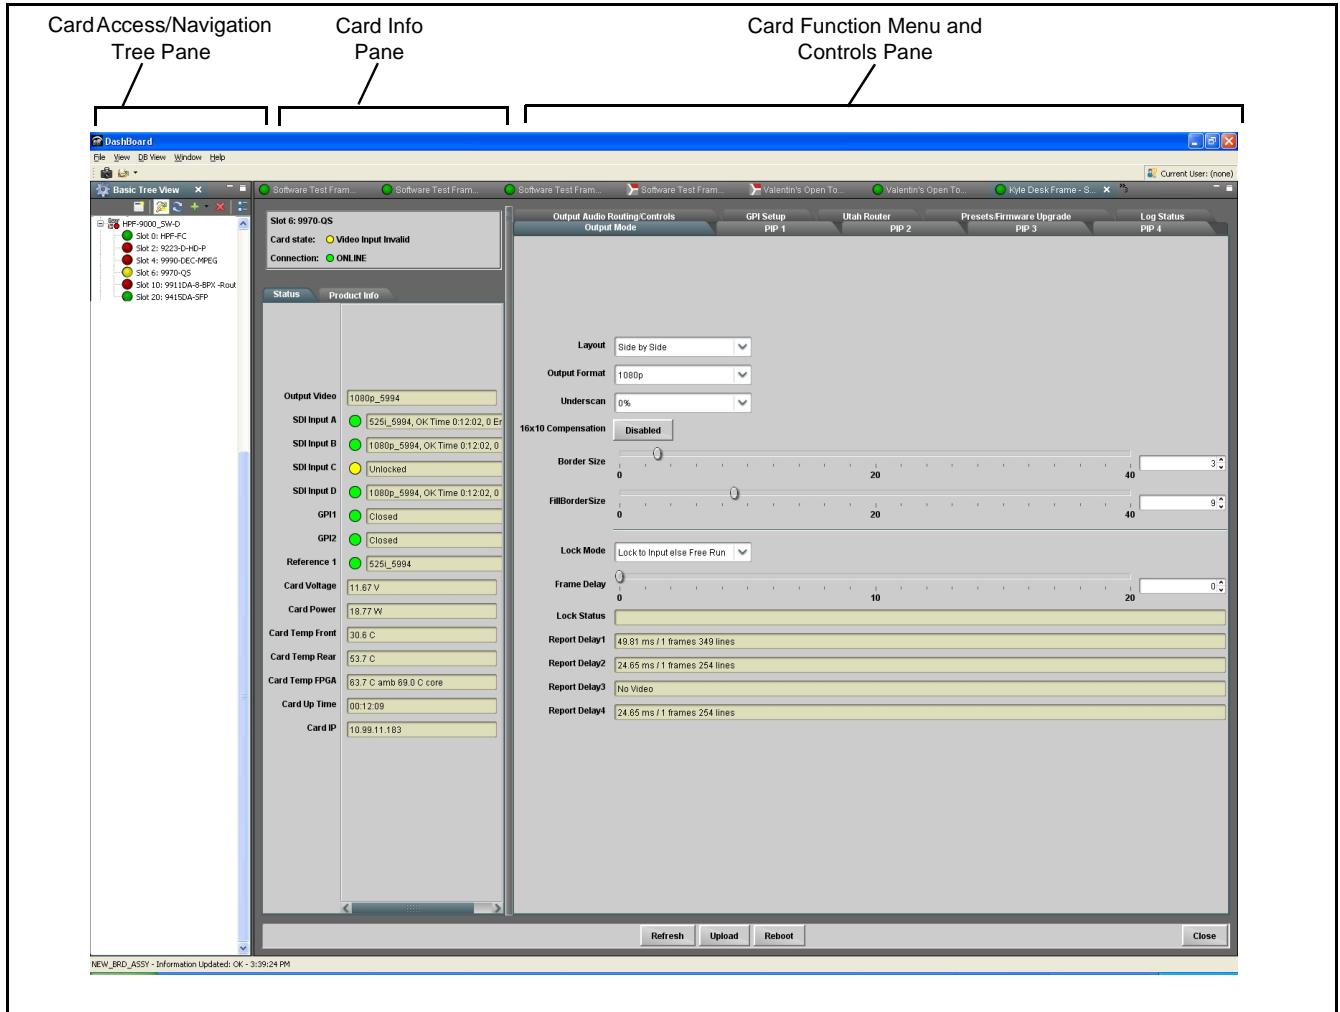 Card Access/Navigation
Tree Pane
Card Info
Pane
Card Function Menu and
Controls Pane
DashBoard
File View DB View Window Help
Current User: (none)
Basic Tree View
Software Test Fram...
Software Test Fram...
Software Test Fram...
Software Test Fram...
Valentin's Open To...
Valentin's Open To...
Kyle Desk Frame - S...
HPF-9000_SW-D
Slot 0: HPF-FC
Slot 2: 9223-D-HD-P
Slot 4: 9990-DEC-MPEG
Slot 6: 9970-QS
Slot 10: 9911DA-8-BPX -Rout
Slot 20: 9415DA-SFP
Slot 6: 9970-QS
Card state: Video Input Invalid
Connection: ONLINE
Status Product Info
Output Video 1080p_5994
SDI Input A 525i_5994, OK Time 0:12:02, 0 Er
SDI Input B 1080p_5994, OK Time 0:12:02, 0
SDI Input C Unlocked
SDI Input D 1080p_5994, OK Time 0:12:02, 0
GPI1 Closed
GPI2 Closed
Reference 1 525i_5994
Card Voltage 11.67 V
Card Power 18.77 W
Card Temp Front 30.6 C
Card Temp Rear 53.7 C
Card Temp FPGA 63.7 C amb 69.0 C core
Card Up Time 00:12:09
Card IP 10.99.11.183
Output Audio Routing/Controls GPI Setup Utah Router Presets/Firmware Upgrade Log Status
Output Mode PIP 1 PIP 2 PIP 3 PIP 4
Layout Side by Side
Output Format 1080p
Underscan 0%
16x10 Compensation Disabled
Border Size 3
0 20 40
FillBorderSize 9
0 20 40
Lock Mode Lock to Input else Free Run
Frame Delay 0
0 10 20
Lock Status
Report Delay1 49.81 ms / 1 frames 349 lines
Report Delay2 24.65 ms / 1 frames 254 lines
Report Delay3 No Video
Report Delay4 24.65 ms / 1 frames 254 lines
Refresh Upload Reboot Close
NEW_BRD_ASSY - Information Updated: OK - 3:39:24 PM